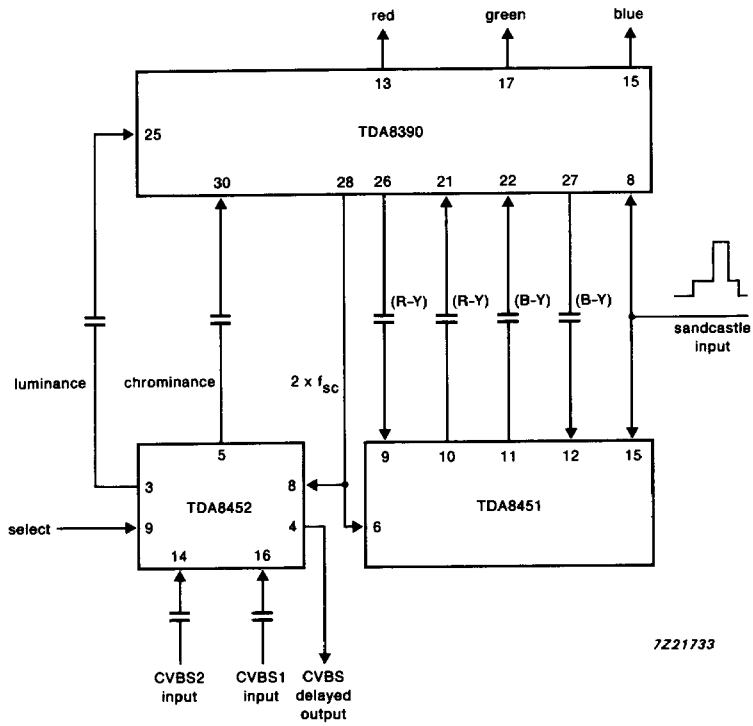 red green blue
13 17 15
TDA8390
25
30 28 26 21 22 27 8
(R–Y) (R–Y) (B–Y) (B–Y)
sandcastle
input
luminance chrominance 2 x fsc
5 9 10 11 12 15
3 8
TDA8452 TDA8451
select 9 4 6
14 16
7Z21733
CVBS2
input
CVBS1
input
CVBS
delayed
output